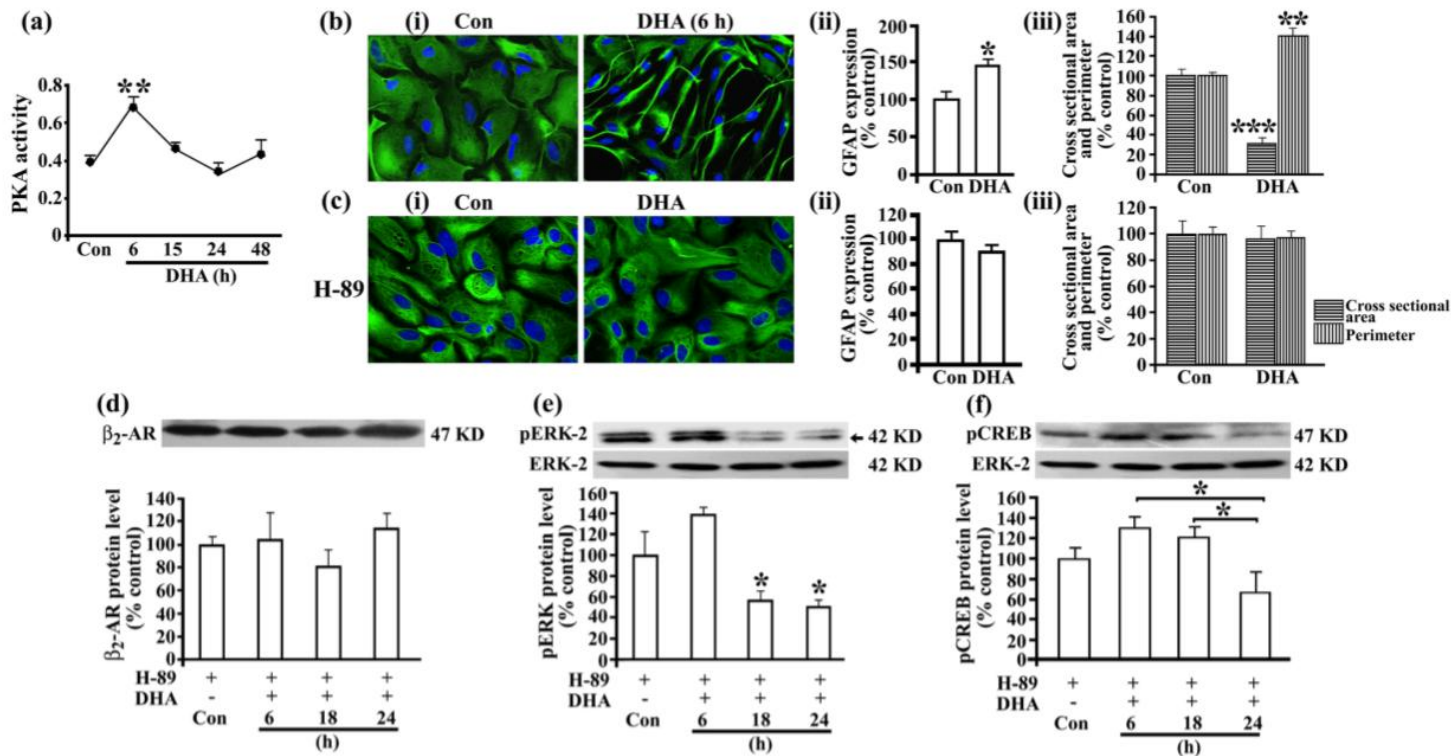 (a)
PKA activity
0.8
0.6
0.4
0.2
0
Con 6 15 24 48
DHA (h)
(b) (i) Con DHA (6 h)
(ii)
GFAP expression
(% control)
200
150
100
50
0
Con DHA
*
(iii)
Cross sectional area
and perimeter
(% control)
160
140
120
100
80
60
40
20
0
Con DHA
***
**
(c) (i) Con DHA
H-89
(ii)
GFAP expression
(% control)
120
100
80
60
40
20
0
Con DHA
(iii)
Cross sectional area
and perimeter
(% control)
120
100
80
60
40
20
0
Con DHA
Cross sectional
area
Perimeter
(d)
β2-AR 47 KD
β2-AR protein level
(% control)
140
120
100
80
60
40
20
0
H-89 + + + +
DHA - + + +
Con 6 18 24
(h)
(e)
pERK-2 42 KD
ERK-2 42 KD
pERK protein level
(% control)
160
140
120
100
80
60
40
20
0
* *
+ + + +
- + + +
Con 6 18 24
(h)
(f)
pCREB 47 KD
ERK-2 42 KD
pCREB protein level
(% control)
160
140
120
100
80
60
40
20
0
*
*
H-89 + + + +
DHA - + + +
Con 6 18 24
(h)